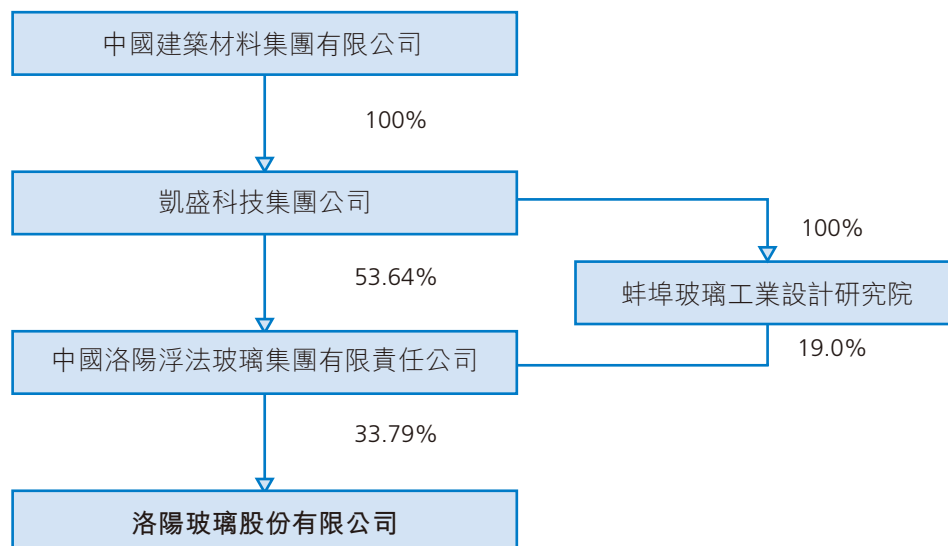 中國建築材料集團有限公司
100%
凱盛科技集團公司
100%
53.64%
蚌埠玻璃工業設計研究院
19.0%
中國洛陽浮法玻璃集團有限責任公司
33.79%
洛陽玻璃股份有限公司